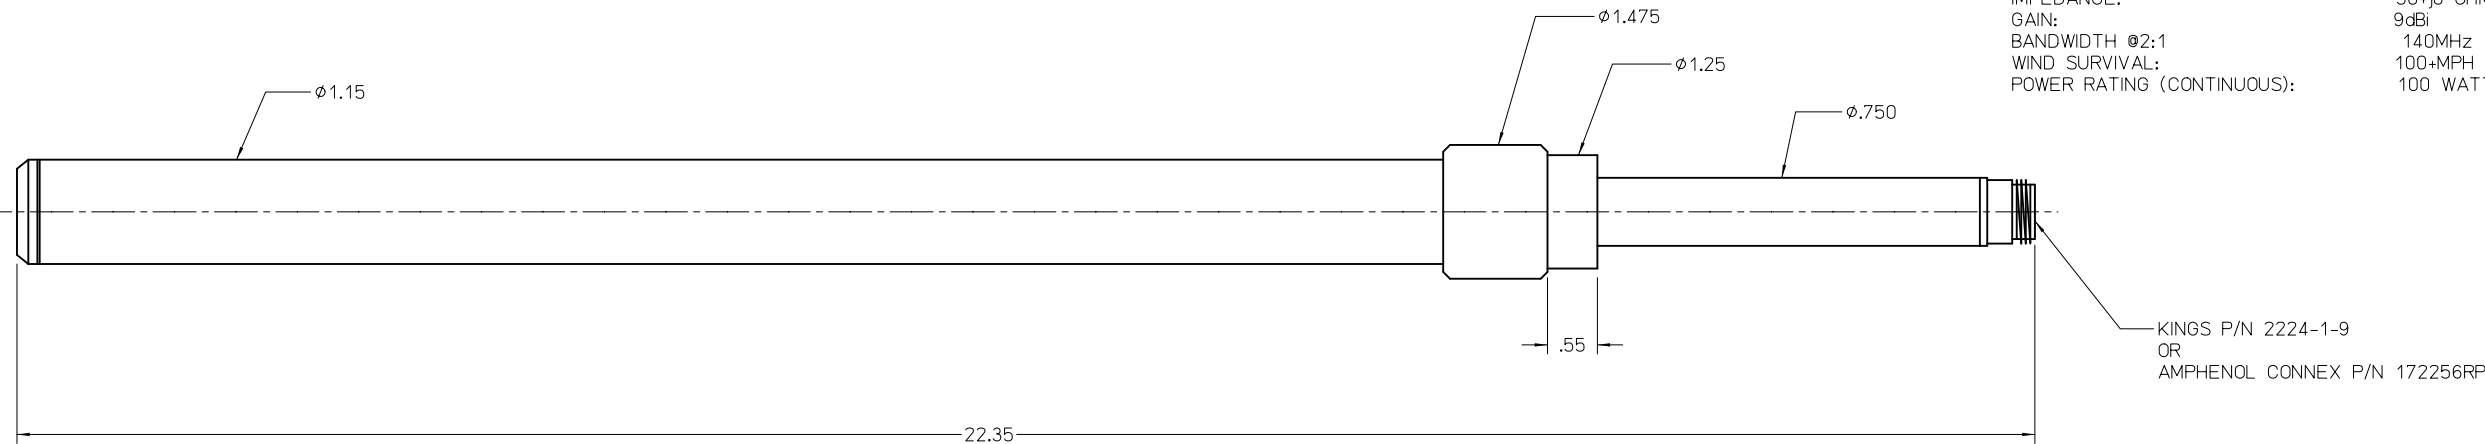 ø1.475
GAIN: 9dBi
BANDWIDTH @2:1 140MHz
ø1.25
WIND SURVIVAL: 100+MPH
POWER RATING (CONTINUOUS): 100
ø1.15
ø.750
KINGS P/N 2224-1-9
.55
OR
AMPHENOL CONNEX P/N 172256RP
22.35